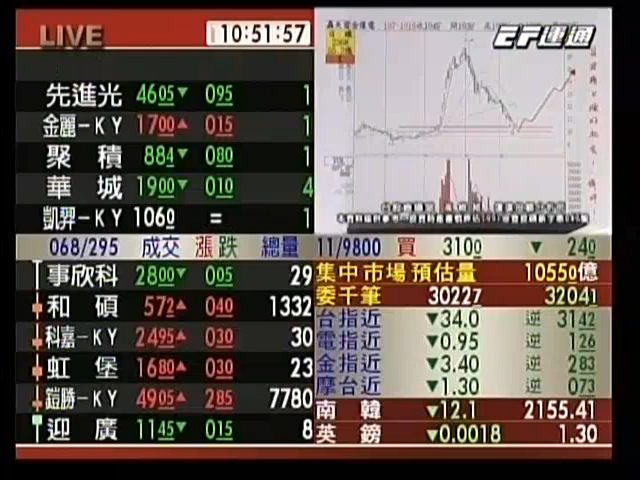 LIVE
10:51:57
EF運通
先進光 4605▼ 095 1
金麗－KY 1700▲ 015 1
聚積 884▼ 080 1
華城 1900▼ 010 4
凱羿－KY 1060 = 1
068/295 成交 漲跌 總量
11/9800 買 3100 ▼ 240
事欣科 2800▼ 005 29
和碩 572▲ 040 1332
科嘉－KY 2495▲ 030 30
虹堡 1680▲ 030 23
鎧勝－KY 4905▲ 285 7780
迎廣 1145▼ 015 8
集中市場預估量 10550億
委千筆 30227 32041
台指近 ▼34.0 逆 3142
電指近 ▼0.95 逆 126
金指近 ▼3.40 逆 283
摩台近 ▼1.30 逆 073
南韓 ▼12.1 2155.41
英鎊 ▼0.0018 1.30